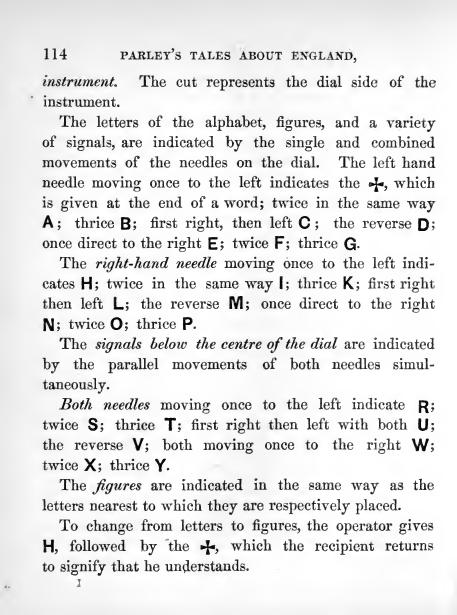 114 PARLEY'S TALES ABOUT ENGLAND,
instrument. The cut represents the dial side of the
instrument.
The letters of the alphabet, figures, and a variety
of signals, are indicated by the single and combined
movements of the needles on the dial. The left hand
needle moving once to the left indicates the ✢, which
is given at the end of a word; twice in the same way
A; thrice B; first right, then left C; the reverse D;
once direct to the right E; twice F; thrice G.
The right-hand needle moving once to the left indi-
cates H; twice in the same way I; thrice K; first right
then left L; the reverse M; once direct to the right
N; twice O; thrice P.
The signals below the centre of the dial are indicated
by the parallel movements of both needles simul-
taneously.
Both needles moving once to the left indicate R;
twice S; thrice T; first right then left with both U;
the reverse V; both moving once to the right W;
twice X; thrice Y.
The figures are indicated in the same way as the
letters nearest to which they are respectively placed.
To change from letters to figures, the operator gives
H, followed by the ✢, which the recipient returns
to signify that he understands.
I